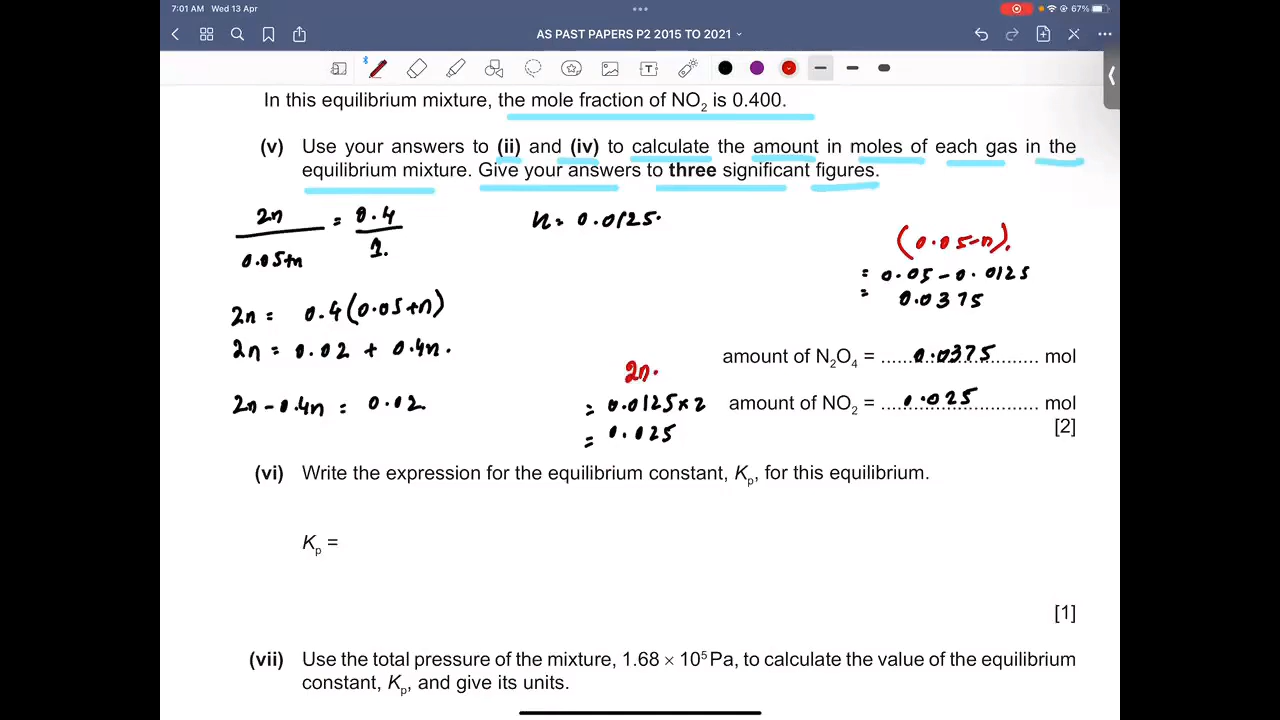 7:01 AM Wed 13 Apr
67%
AS PAST PAPERS P2 2015 TO 2021
In this equilibrium mixture, the mole fraction of NO₂ is 0.400.
(v) Use your answers to (ii) and (iv) to calculate the amount in moles of each gas in the
equilibrium mixture. Give your answers to three significant figures.
2n / 0.05+n = 0.4 / 1.
n = 0.0125.
(0.05-n).
= 0.05 - 0.0125
= 0.0375
2n = 0.4(0.05+n)
2n = 0.02 + 0.4n.
2n - 0.4n = 0.02.
2n.
= 0.0125 × 2
= 0.025
amount of N₂O₄ = 0.0375 mol
amount of NO₂ = 0.025 mol
[2]
(vi) Write the expression for the equilibrium constant, Kp, for this equilibrium.
Kp =
[1]
(vii) Use the total pressure of the mixture, 1.68 × 10⁵ Pa, to calculate the value of the equilibrium
constant, Kp, and give its units.